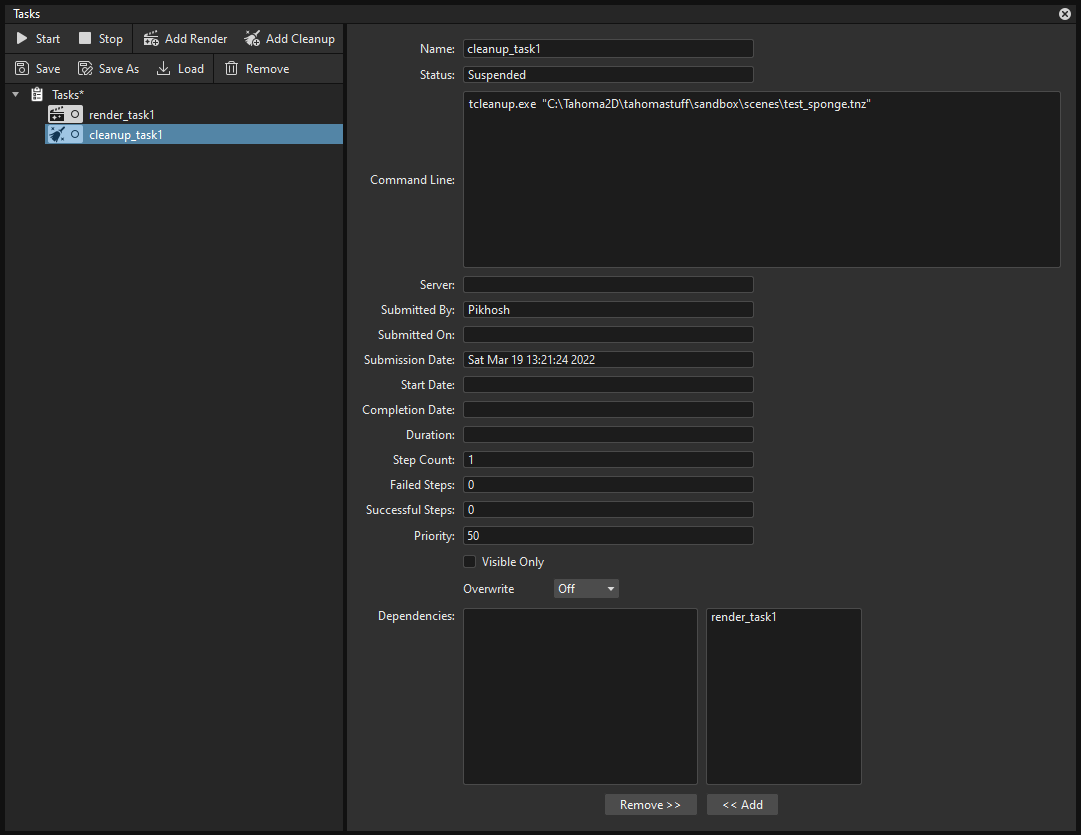 Tasks
Start Stop Add Render Add Cleanup
Save Save As Load Remove
Tasks*
render_task1
cleanup_task1
Name: cleanup_task1
Status: Suspended
Command Line: tcleanup.exe "C:\Tahoma2D\tahomastuff\sandbox\scenes\test_sponge.tnz"
Server:
Submitted By: Pikhosh
Submitted On:
Submission Date: Sat Mar 19 13:21:24 2022
Start Date:
Completion Date:
Duration:
Step Count: 1
Failed Steps: 0
Successful Steps: 0
Priority: 50
Visible Only
Overwrite Off
Dependencies: render_task1
Remove >> << Add